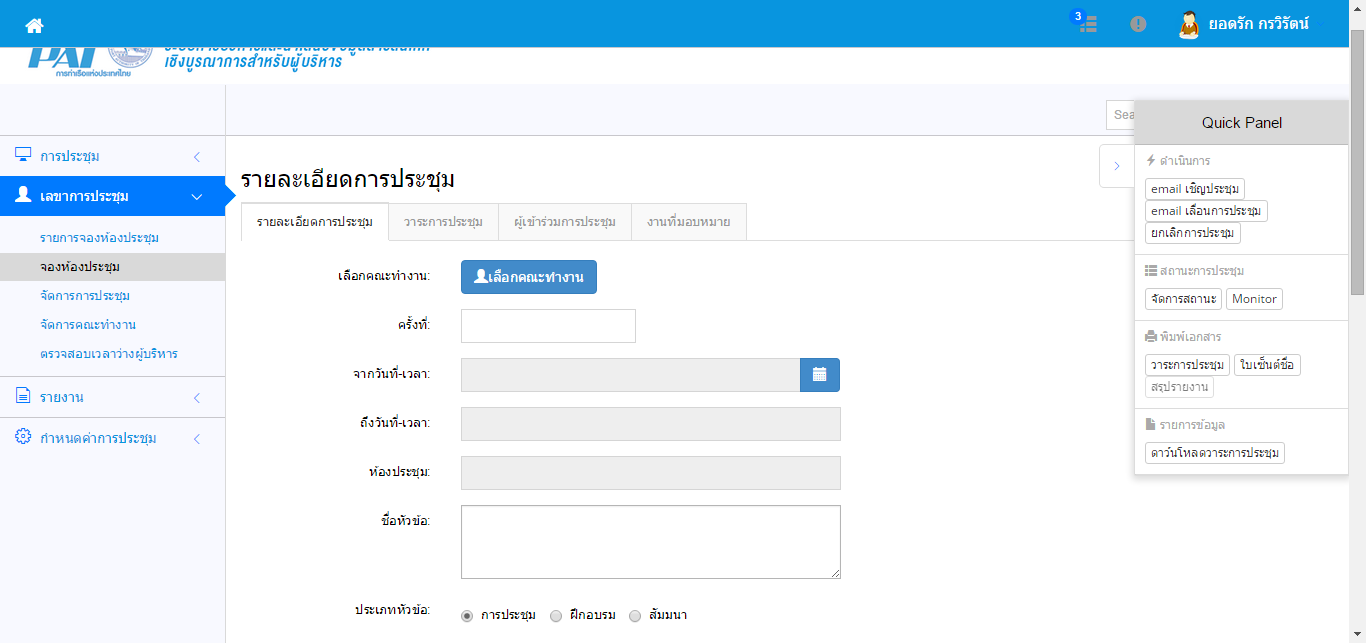 3
ยอดรัก กรวิรัตน์
PAT
การท่าเรือแห่งประเทศไทย
เชิงบูรณาการสำหรับผู้บริหาร
Sea
Quick Panel
การประชุม
เลขาการประชุม
รายการจองห้องประชุม
จองห้องประชุม
จัดการการประชุม
จัดการคณะทำงาน
ตรวจสอบเวลาว่างผู้บริหาร
รายงาน
กำหนดค่าการประชุม
รายละเอียดการประชุม
รายละเอียดการประชุม วาระการประชุม ผู้เข้าร่วมการประชุม งานที่มอบหมาย
เลือกคณะทำงาน: เลือกคณะทำงาน
ครั้งที่:
จากวันที่-เวลา:
ถึงวันที่-เวลา:
ห้องประชุม:
ชื่อหัวข้อ:
ประเภทหัวข้อ: การประชุม ฝึกอบรม สัมมนา
ดำเนินการ
email เชิญประชุม
email เลื่อนการประชุม
ยกเลิกการประชุม
สถานะการประชุม
จัดการสถานะ Monitor
พิมพ์เอกสาร
วาระการประชุม ใบเซ็นต์ชื่อ
สรุปรายงาน
รายการข้อมูล
ดาวน์โหลดวาระการประชุม